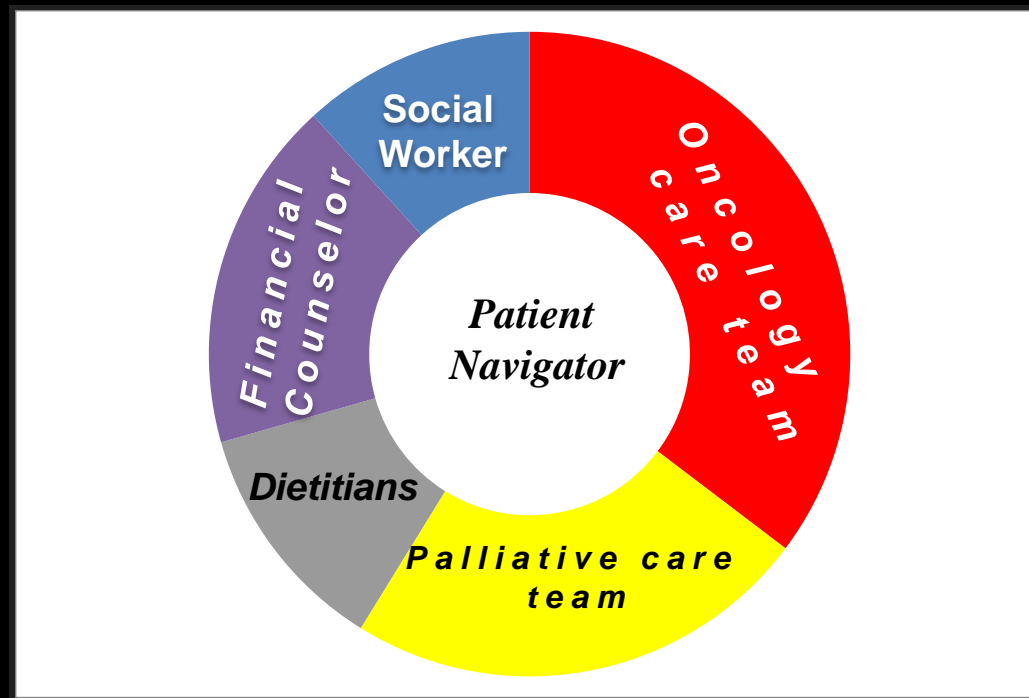 Social
Worker
Oncology
care team
Financial
Counselor
Patient
Navigator
Dietitians
Palliative care
team